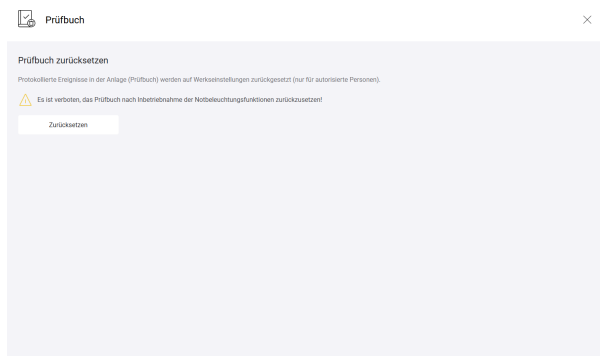 Prüfbuch
Prüfbuch zurücksetzen
Protokollierte Ereignisse in der Anlage (Prüfbuch) werden auf Werkseinstellungen zurückgesetzt (nur für autorisierte Personen).
Es ist verboten, das Prüfbuch nach Inbetriebnahme der Notbeleuchtungsfunktionen zurückzusetzen!
Zurücksetzen